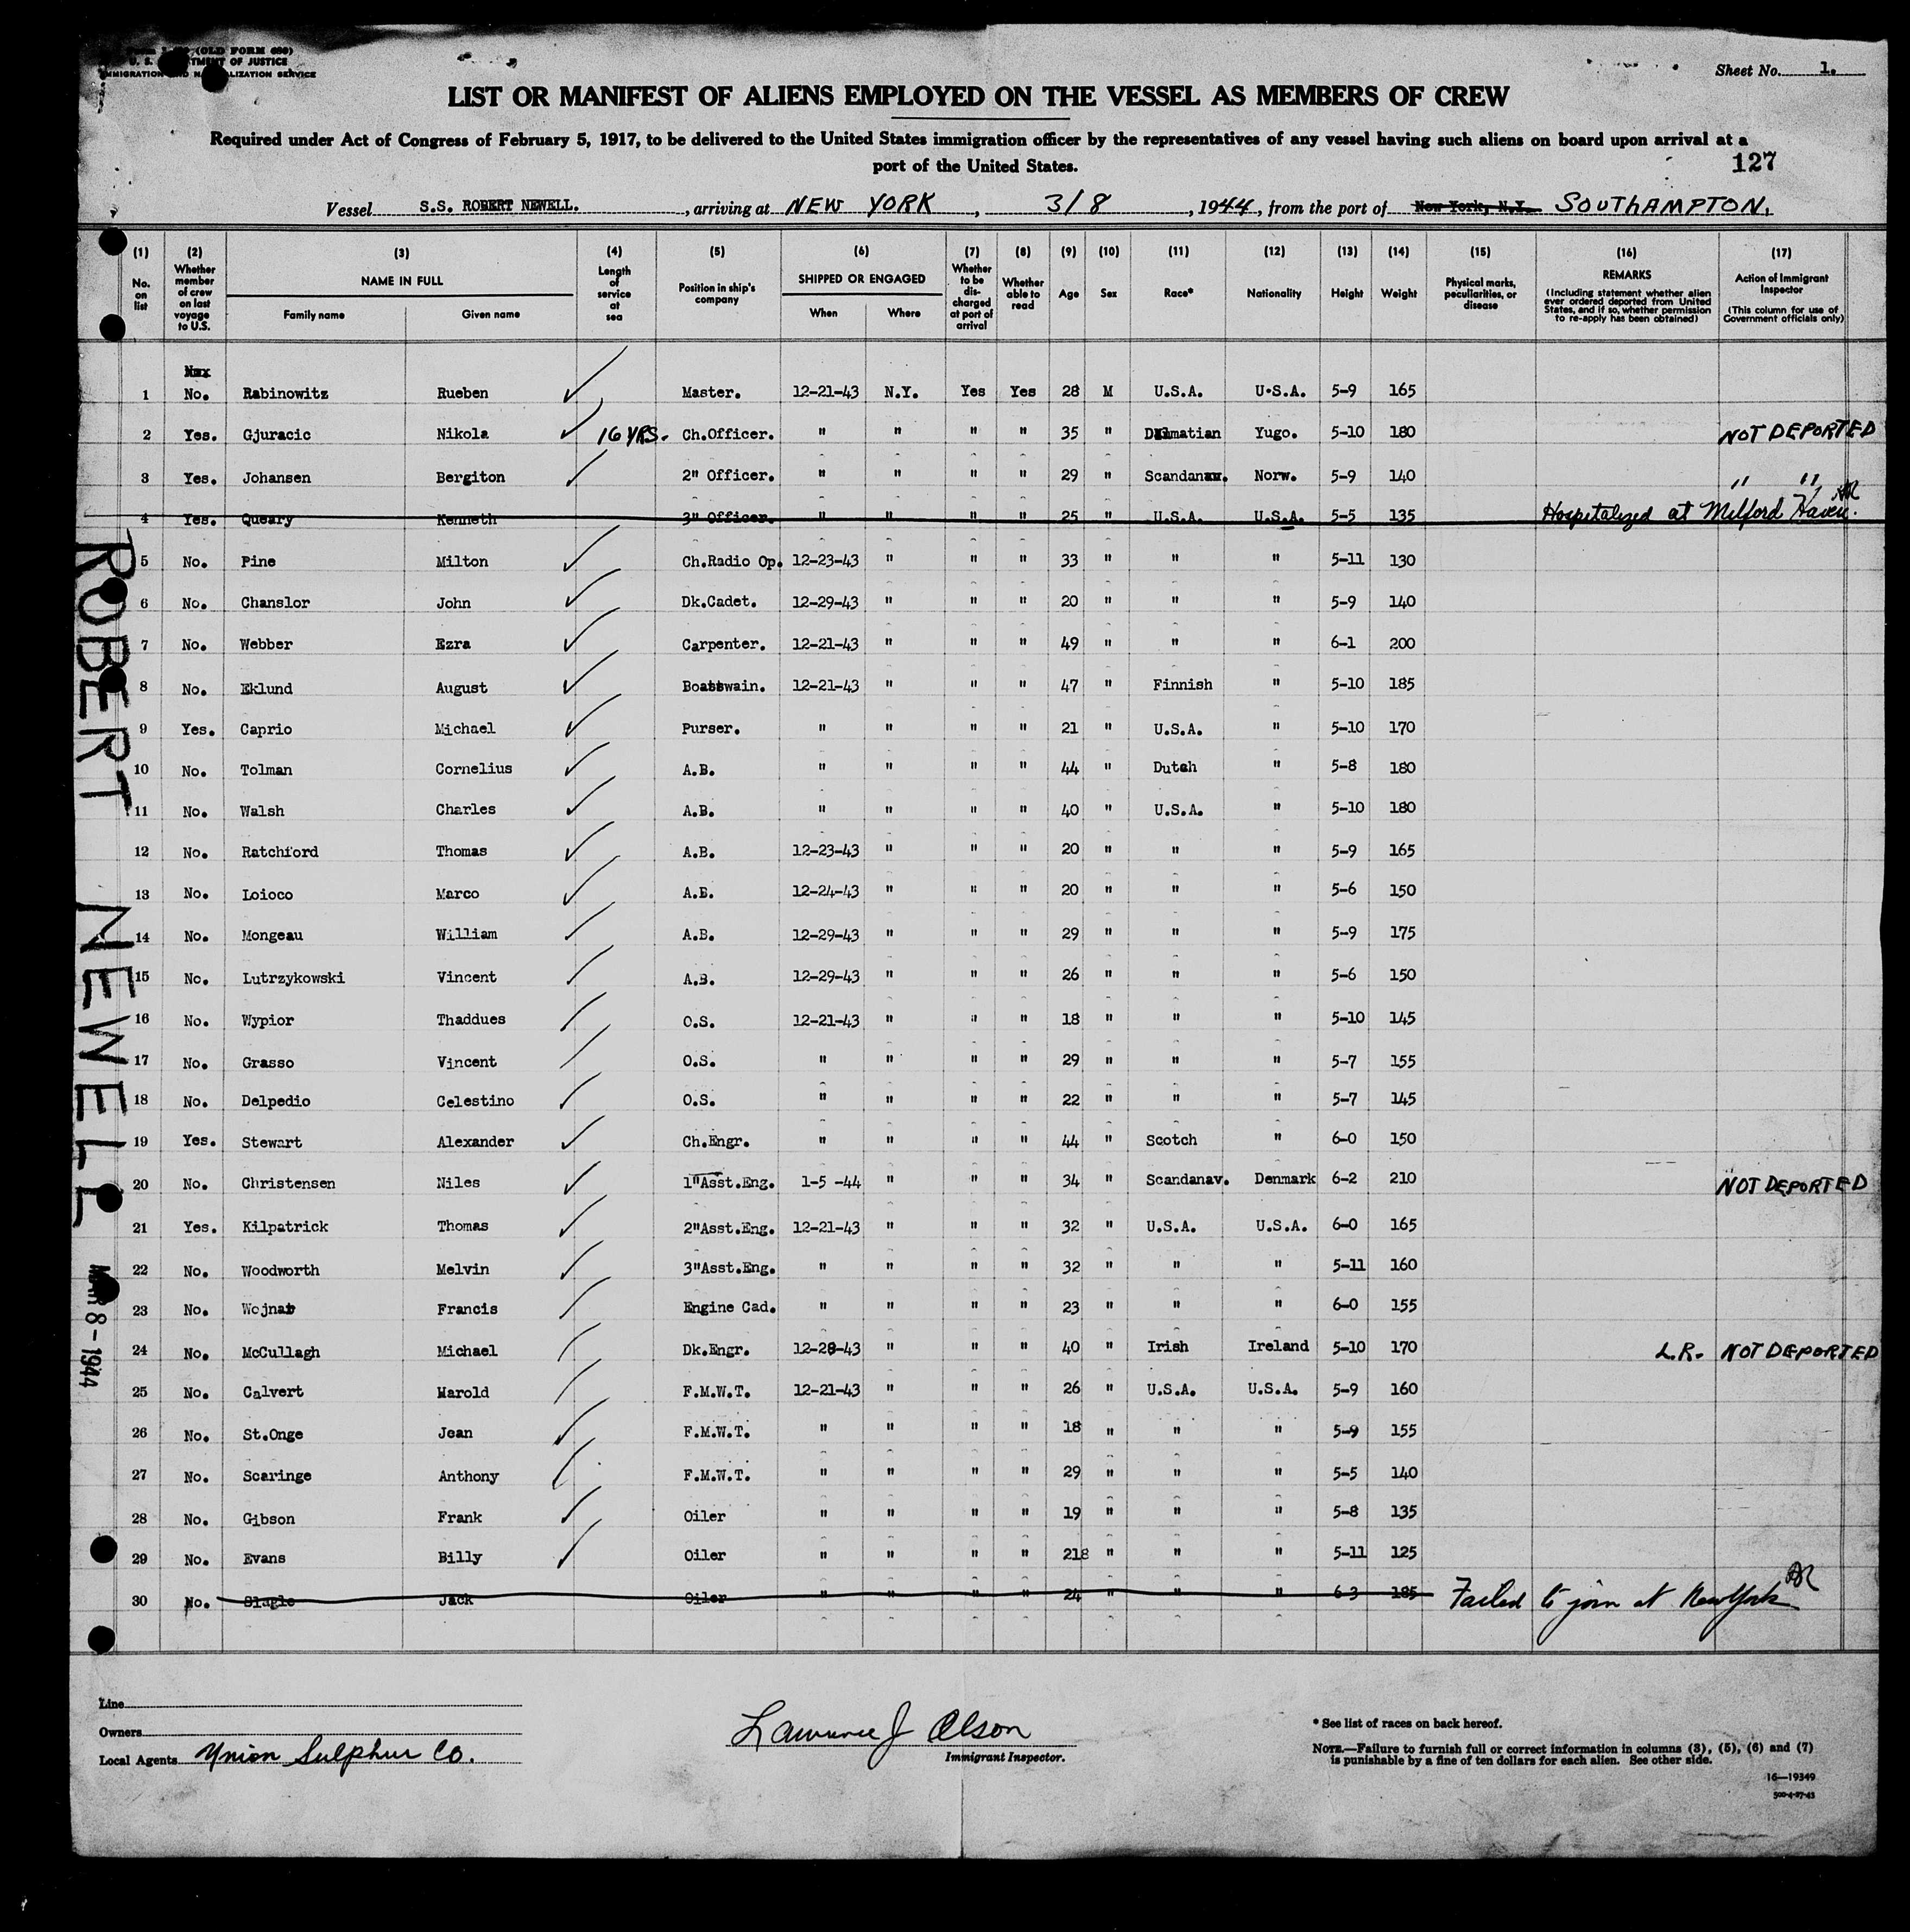 (OLD FORM 680)
U. S. DEPARTMENT OF JUSTICE
IMMIGRATION AND NATURALIZATION SERVICE
Sheet No. 1.
LIST OR MANIFEST OF ALIENS EMPLOYED ON THE VESSEL AS MEMBERS OF CREW
Required under Act of Congress of February 5, 1917, to be delivered to the United States immigration officer by the representatives of any vessel having such aliens on board upon arrival at a
port of the United States.
127
Vessel S.S. ROBERT NEWELL. , arriving at NEW YORK , 3/8 , 1944 , from the port of New York, N.Y. SOUTHAMPTON.
(1) (2) (3) (4) (5) (6) (7) (8) (9) (10) (11) (12) (13) (14) (15) (16) (17)
No. on list
Whether member of crew on last voyage to U.S.
NAME IN FULL
Family name Given name
Length of service at sea
Position in ship's company
SHIPPED OR ENGAGED
When Where
Whether to be discharged at port of arrival
Whether able to read
Age Sex Race* Nationality Height Weight
Physical marks, peculiarities, or disease
REMARKS
(Including statement whether alien ever ordered deported from United States, and if so, whether permission to re-apply has been obtained)
Action of Immigrant Inspector
(This column for use of Government officials only)
1 No. Rabinowitz Rueben Master. 12-21-43 N.Y. Yes Yes 28 M U.S.A. U.S.A. 5-9 165
2 Yes. Gjuracic Nikola 16 YRS. Ch.Officer. " " " " 35 " Dalmatian Yugo. 5-10 180 NOT DEPORTED
3 Yes. Johansen Bergiton 2" Officer. " " " " 29 " Scandanav. Norw. 5-9 140 " "
4 Yes. Queary Kenneth 3" Officer. " " " " 25 " U.S.A. U.S.A. 5-5 135 Hospitalized at Milford Haven.
5 No. Pine Milton Ch.Radio Op. 12-23-43 " " " 33 " " " 5-11 130
6 No. Chanslor John Dk.Cadet. 12-29-43 " " " 20 " " " 5-9 140
7 No. Webber Ezra Carpenter. 12-21-43 " " " 49 " " " 6-1 200
8 No. Eklund August Boatswain. 12-21-43 " " " 47 " Finnish " 5-10 185
9 Yes. Caprio Michael Purser. " " " " 21 " U.S.A. " 5-10 170
10 No. Tolman Cornelius A.B. " " " " 44 " Dutch " 5-8 180
11 No. Walsh Charles A.B. " " " " 40 " U.S.A. " 5-10 180
12 No. Ratchford Thomas A.B. 12-23-43 " " " 20 " " " 5-9 165
13 No. Loioco Marco A.B. 12-24-43 " " " 20 " " " 5-6 150
14 No. Mongeau William A.B. 12-29-43 " " " 29 " " " 5-9 175
15 No. Lutrzykowski Vincent A.B. 12-29-43 " " " 26 " " " 5-6 150
16 No. Wypior Thaddues O.S. 12-21-43 " " " 18 " " " 5-10 145
17 No. Grasso Vincent O.S. " " " " 29 " " " 5-7 155
18 No. Delpedio Celestino O.S. " " " " 22 " " " 5-7 145
19 Yes. Stewart Alexander Ch.Engr. " " " " 44 " Scotch " 6-0 150
20 No. Christensen Niles 1"Asst.Eng. 1-5 -44 " " " 34 " Scandanav. Denmark 6-2 210 NOT DEPORTED
21 Yes. Kilpatrick Thomas 2"Asst.Eng. 12-21-43 " " " 32 " U.S.A. U.S.A. 6-0 165
22 No. Woodworth Melvin 3"Asst.Eng. " " " " 32 " " " 5-11 160
23 No. Wojnar Francis Engine Cad. " " " " 23 " " " 6-0 155
24 No. McCullagh Michael Dk.Engr. 12-28-43 " " " 40 " Irish Ireland 5-10 170 L.R. NOT DEPORTED
25 No. Calvert Harold F.M.W.T. 12-21-43 " " " 26 " U.S.A. U.S.A. 5-9 160
26 No. St.Onge Jean F.M.W.T. " " " " 18 " " " 5-9 155
27 No. Scaringe Anthony F.M.W.T. " " " " 29 " " " 5-5 140
28 No. Gibson Frank Oiler " " " " 19 " " " 5-8 135
29 No. Evans Billy Oiler " " " " 218 " " " 5-11 125
30 No. Slagle Jack Oiler " " " " 24 " " " 6-3 185 Failed to join at New York
ROBERT NEWELL
MAR 8-1944
Line
Owners
Local Agents Union Sulphur Co.
Lawrence J Olson
Immigrant Inspector.
* See list of races on back hereof.
NOTE.—Failure to furnish full or correct information in columns (3), (5), (6) and (7)
is punishable by a fine of ten dollars for each alien. See other side.
16—19349